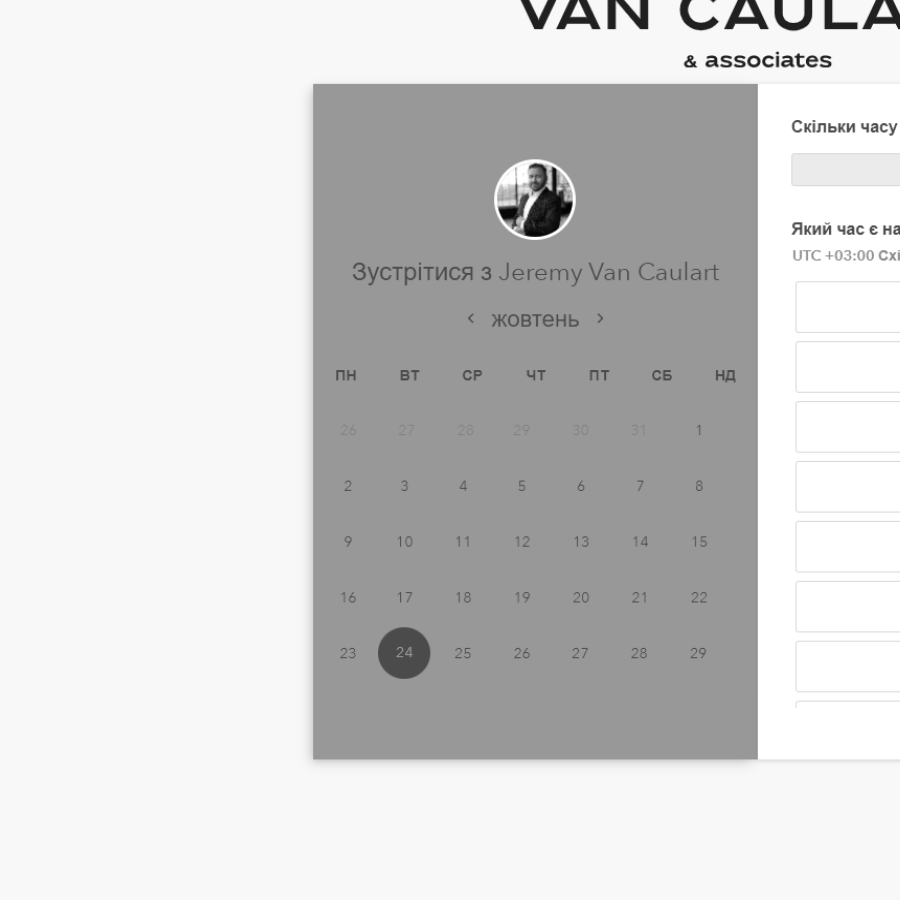 VAN CAULA
& associates
Зустрітися з Jeremy Van Caulart
‹ жовтень ›
ПН ВТ СР ЧТ ПТ СБ НД
26 27 28 29 30 31 1
2 3 4 5 6 7 8
9 10 11 12 13 14 15
16 17 18 19 20 21 22
23 24 25 26 27 28 29
Скільки часу
Який час є на
UTC +03:00 Схі